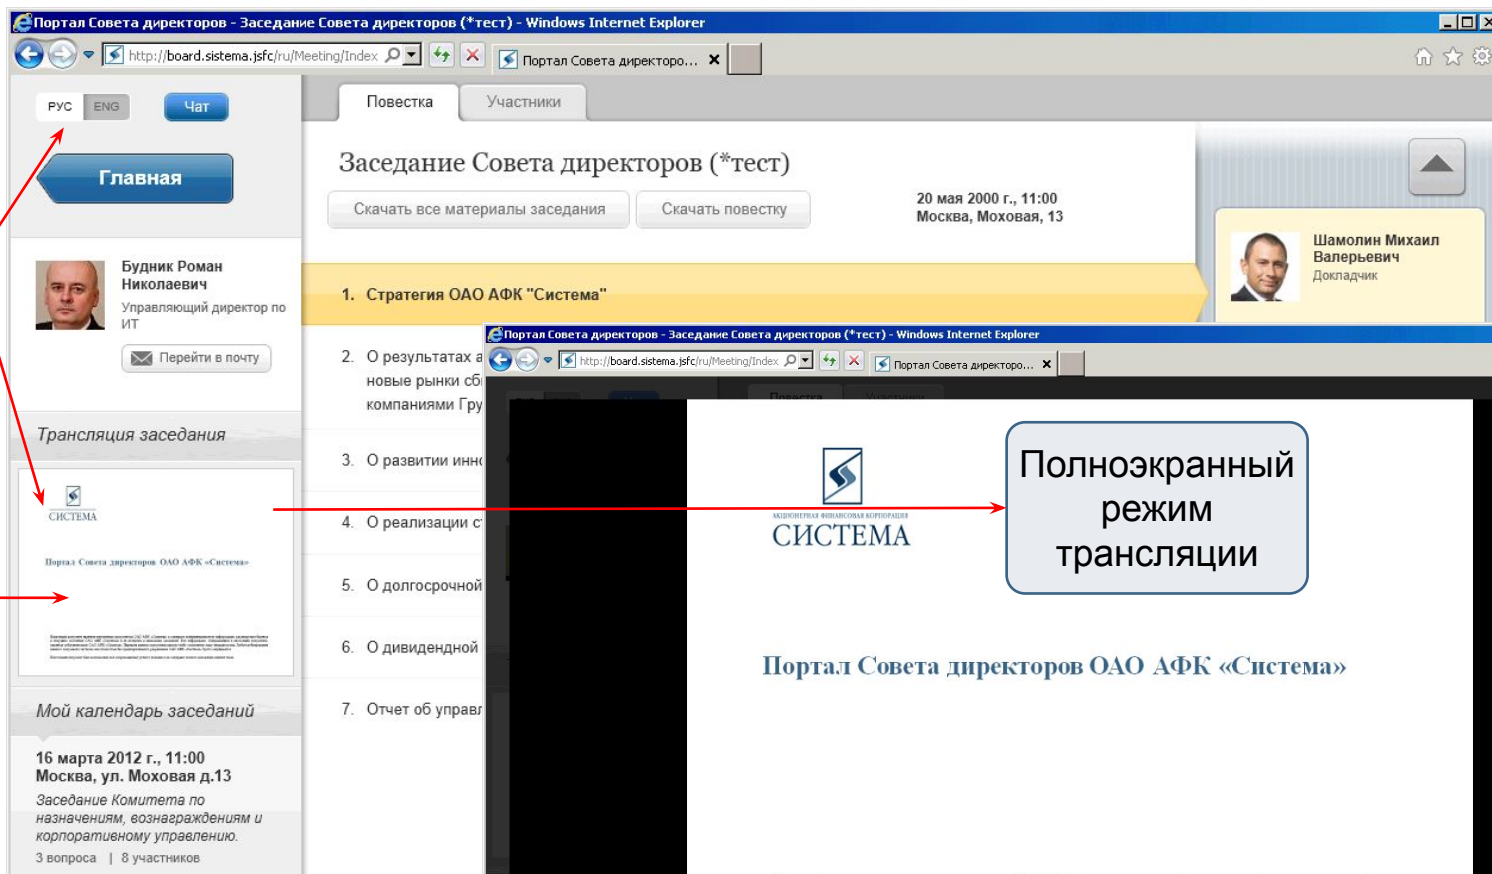 Портал Совета директоров - Заседание Совета директоров (*тест) - Windows Internet Explorer
http://board.sistema.jsfc/ru/Meeting/Index
Портал Совета директоро...
РУС ENG Чат
Главная
Будник Роман
Николаевич
Управляющий директор по
ИТ
Перейти в почту
Трансляция заседания
СИСТЕМА
Портал Совета директоров ОАО АФК «Система»
Мой календарь заседаний
16 марта 2012 г., 11:00
Москва, ул. Моховая д.13
Заседание Комитета по
назначениям, вознаграждениям и
корпоративному управлению.
3 вопроса | 8 участников
Повестка Участники
Заседание Совета директоров (*тест)
Скачать все материалы заседания Скачать повестку
20 мая 2000 г., 11:00
Москва, Моховая, 13
Шамолин Михаил
Валерьевич
Докладчик
1. Стратегия ОАО АФК "Система"
2. О результатах
новые рынки
компаниями
3. О развитии
4. О реализации
5. О долгосрочной
6. О дивидендной
7. Отчет об
Портал Совета директоров - Заседание Совета директоров (*тест) - Windows Internet Explorer
http://board.sistema.jsfc/ru/Meeting/Index
Портал Совета директоро...
Повестка Участники
АКЦИОНЕРНАЯ ФИНАНСОВАЯ КОРПОРАЦИЯ
СИСТЕМА
Полноэкранный
режим
трансляции
Портал Совета директоров ОАО АФК «Система»